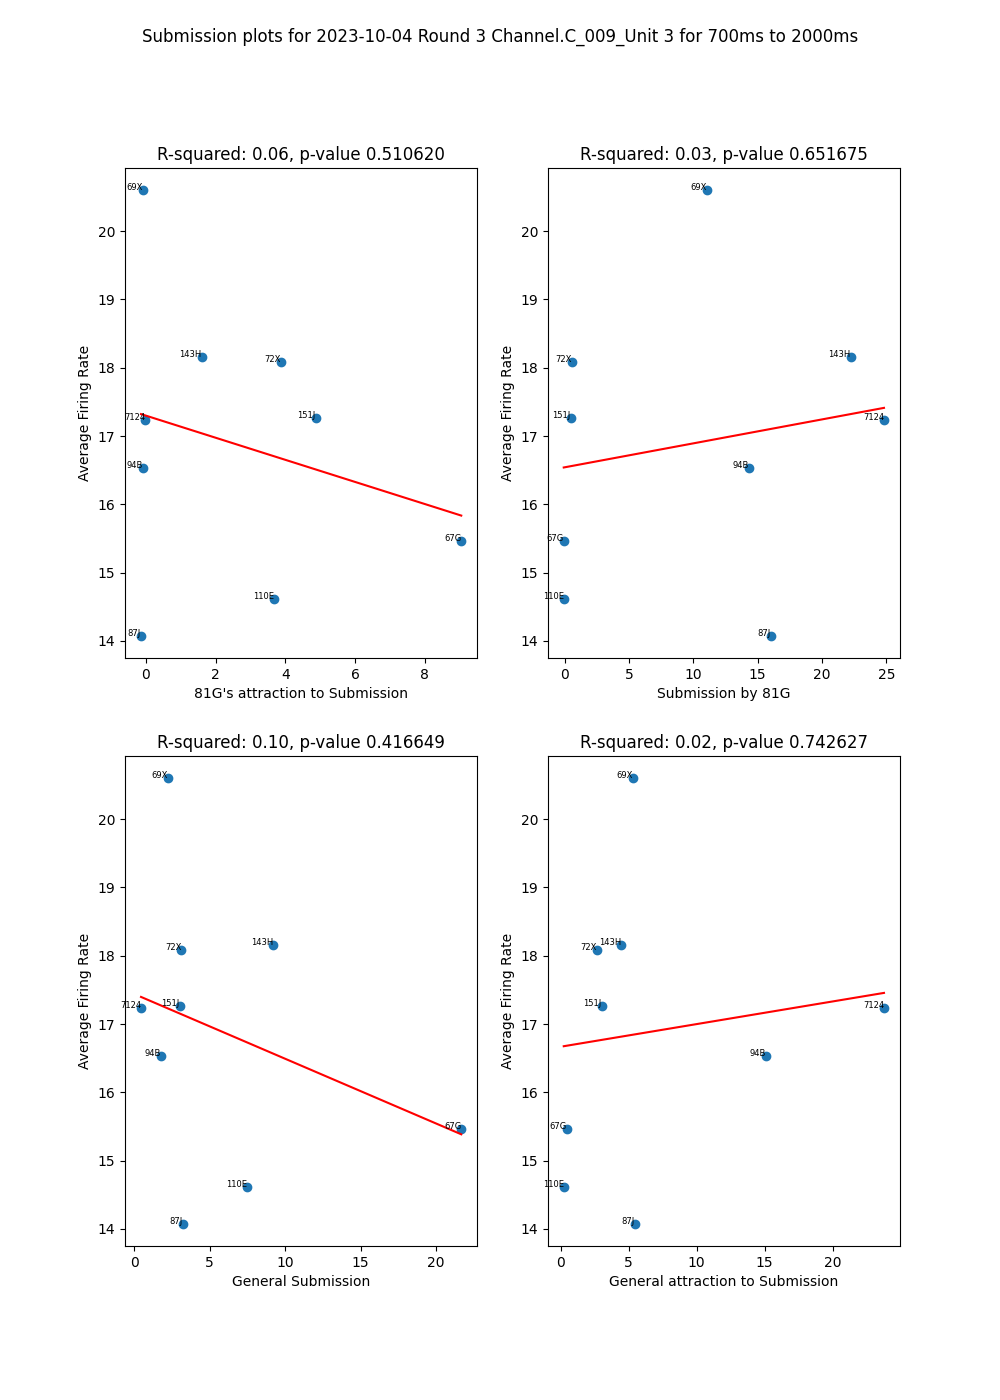 Submission plots for 2023-10-04 Round 3 Channel.C_009_Unit 3 for 700ms to 2000ms
R-squared: 0.06, p-value 0.510620
69X
143H
72X
151J
7124
94B
67G
110E
87J
20
19
18
17
16
15
14
Average Firing Rate
0 2 4 6 8
81G's attraction to Submission
R-squared: 0.03, p-value 0.651675
69X
143H
72X
151J
7124
94B
67G
110E
87J
20
19
18
17
16
15
14
Average Firing Rate
0 5 10 15 20 25
Submission by 81G
R-squared: 0.10, p-value 0.416649
69X
143H
72X
151J
7124
94B
67G
110E
87J
20
19
18
17
16
15
14
Average Firing Rate
0 5 10 15 20
General Submission
R-squared: 0.02, p-value 0.742627
69X
72X 143H
151J
7124
94B
67G
110E
87J
20
19
18
17
16
15
14
Average Firing Rate
0 5 10 15 20
General attraction to Submission